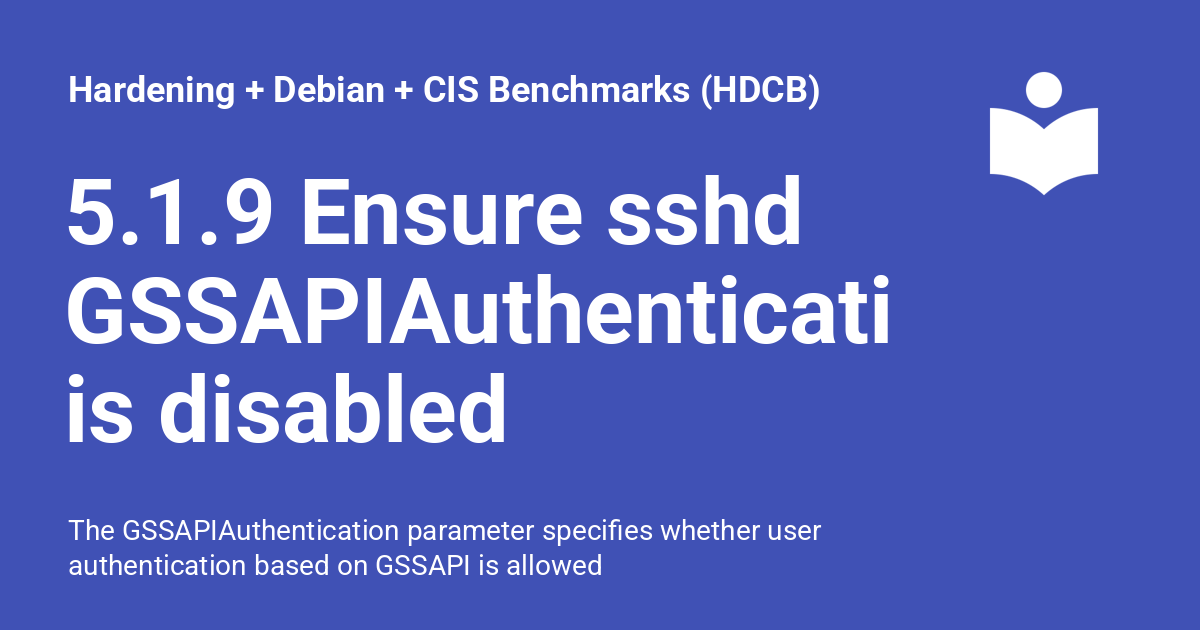 Hardening + Debian + CIS Benchmarks (HDCB)
5.1.9 Ensure sshd
GSSAPIAuthenticati
is disabled
The GSSAPIAuthentication parameter specifies whether user
authentication based on GSSAPI is allowed